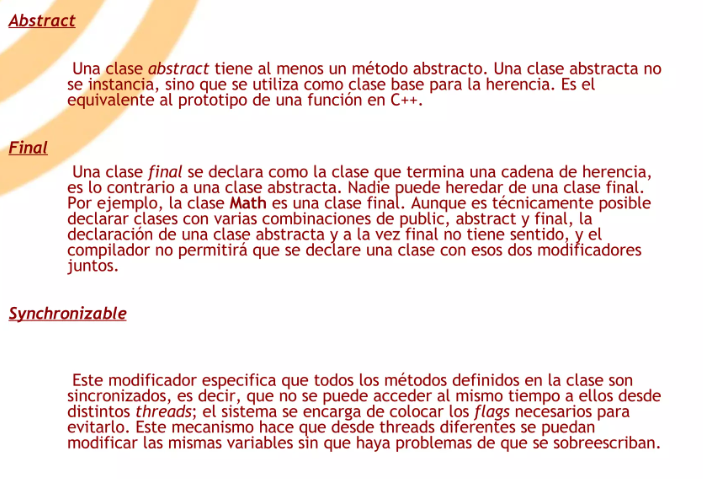 Abstract
Una clase abstract tiene al menos un método abstracto. Una clase abstracta no
se instancia, sino que se utiliza como clase base para la herencia. Es el
equivalente al prototipo de una función en C++.
Final
Una clase final se declara como la clase que termina una cadena de herencia,
es lo contrario a una clase abstracta. Nadie puede heredar de una clase final.
Por ejemplo, la clase Math es una clase final. Aunque es técnicamente posible
declarar clases con varias combinaciones de public, abstract y final, la
declaración de una clase abstracta y a la vez final no tiene sentido, y el
compilador no permitirá que se declare una clase con esos dos modificadores
juntos.
Synchronizable
Este modificador especifica que todos los métodos definidos en la clase son
sincronizados, es decir, que no se puede acceder al mismo tiempo a ellos desde
distintos threads; el sistema se encarga de colocar los flags necesarios para
evitarlo. Este mecanismo hace que desde threads diferentes se puedan
modificar las mismas variables sin que haya problemas de que se sobreescriban.